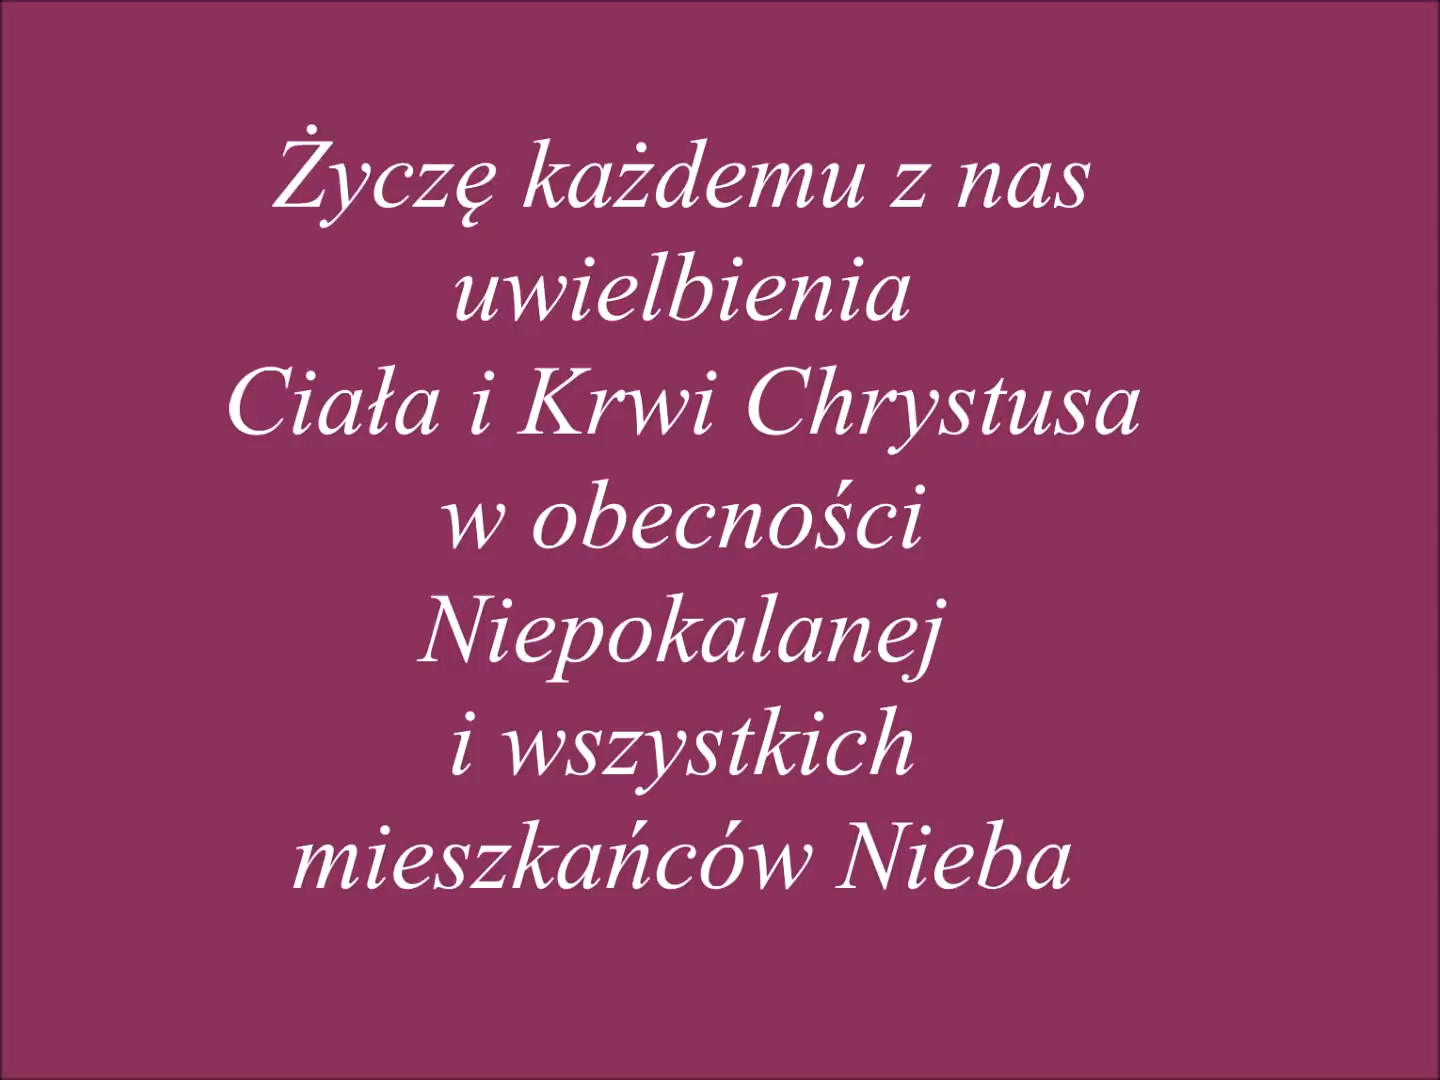 Życzę każdemu z nas
uwielbienia
Ciała i Krwi Chrystusa
w obecności
Niepokalanej
i wszystkich
mieszkańców Nieba